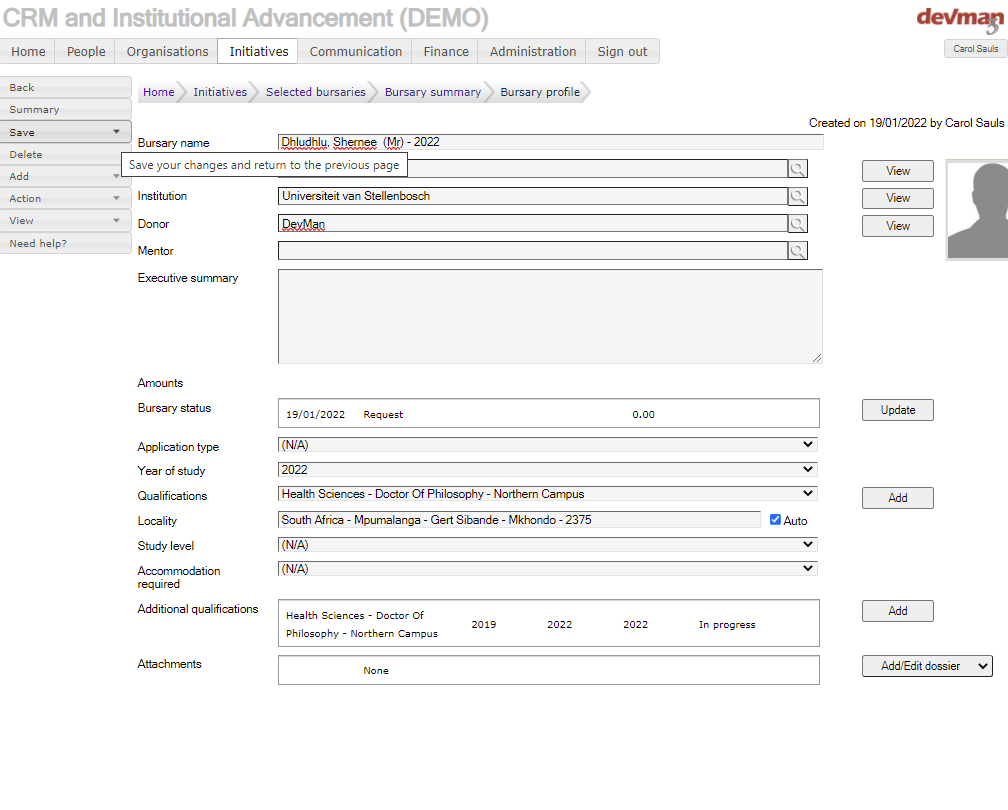 CRM and Institutional Advancement (DEMO)
devman 5
Home People Organisations Initiatives Communication Finance Administration Sign out
Carol Sauls
Back
Summary
Save
Delete
Add
Action
View
Need help?
Home Initiatives Selected bursaries Bursary summary Bursary profile
Created on 19/01/2022 by Carol Sauls
Bursary name Dhludhlu, Shernee (Mr) - 2022
Save your changes and return to the previous page
View
Institution Universiteit van Stellenbosch View
Donor DevMan View
Mentor
Executive summary
Amounts
Bursary status 19/01/2022 Request 0.00 Update
Application type (N/A)
Year of study 2022
Qualifications Health Sciences - Doctor Of Philosophy - Northern Campus Add
Locality South Africa - Mpumalanga - Gert Sibande - Mkhondo - 2375 Auto
Study level (N/A)
Accommodation (N/A)
required
Additional qualifications Health Sciences - Doctor Of
Philosophy - Northern Campus 2019 2022 2022 In progress Add
Attachments None Add/Edit dossier